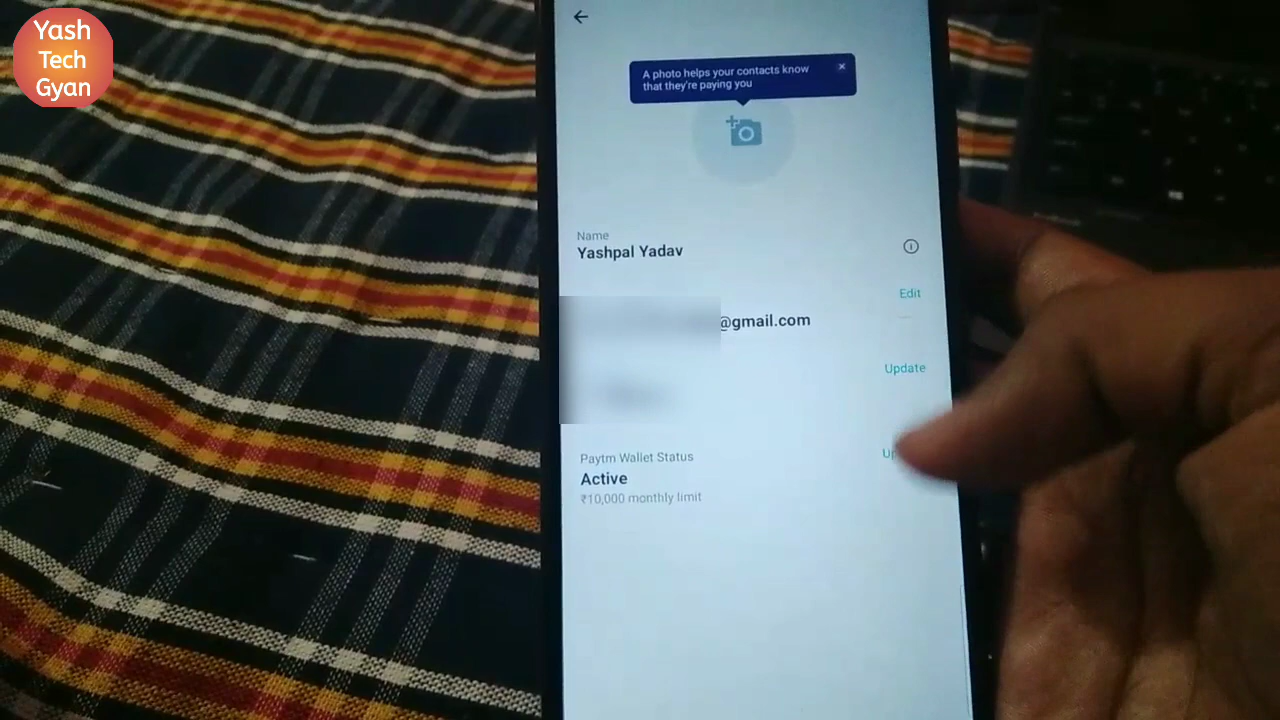 Yash
Tech
Gyan
A photo helps your contacts know
that they're paying you
Name
Yashpal Yadav
Edit
@gmail.com
Update
Paytm Wallet Status
Active
₹10,000 monthly limit